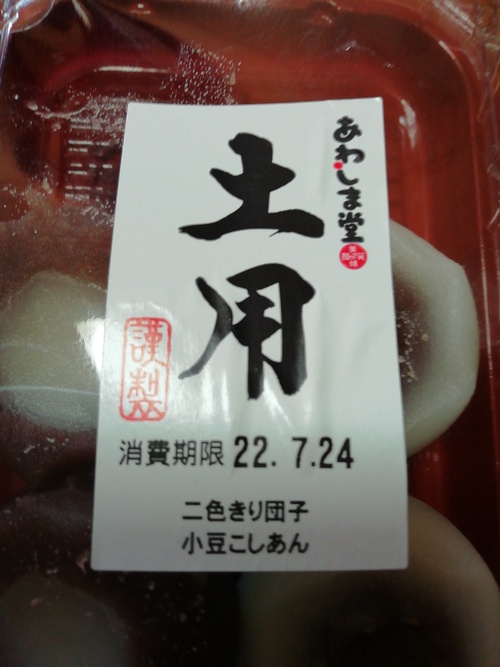 あわしま堂
土用
謹製
消費期限 22. 7.24
二色きり団子
小豆こしあん